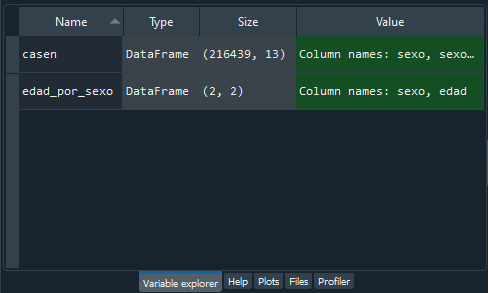 Name Type Size Value
casen DataFrame (216439, 13) Column names: sexo, sexo…
edad_por_sexo DataFrame (2, 2) Column names: sexo, edad
Variable explorer Help Plots Files Profiler